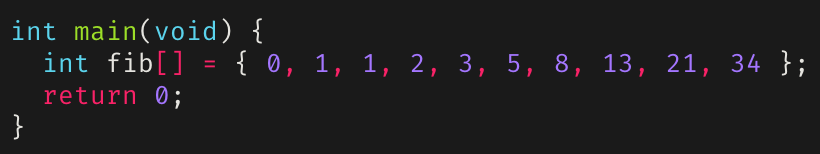 int main(void) {
  int fib[] = { 0, 1, 1, 2, 3, 5, 8, 13, 21, 34 };
  return 0;
}